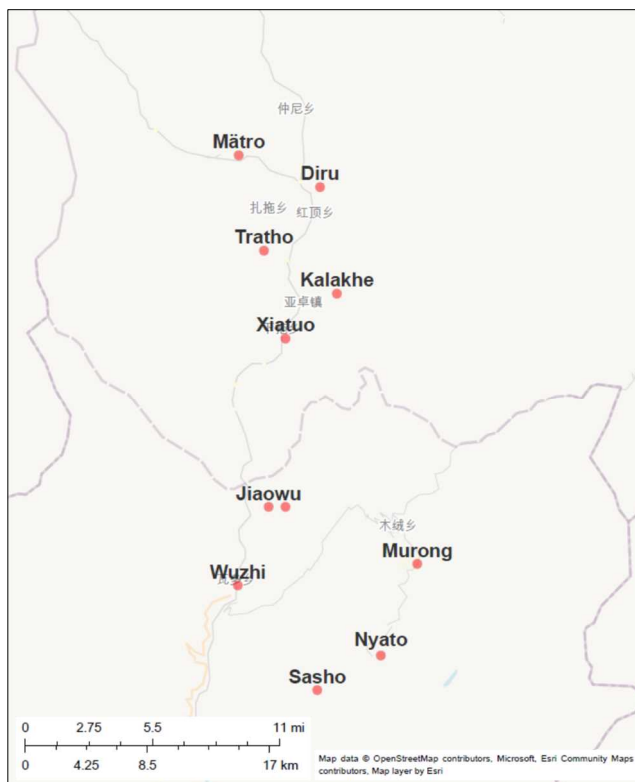 仲尼乡
Mätro
Diru
扎拖乡
红顶乡
Tratho
Kalakhe
亚卓镇
Xiatuo
Jiaowu
木绒乡
Murong
Wuzhi
Nyato
Sasho
0 2.75 5.5 11 mi
0 4.25 8.5 17 km
Map data © OpenStreetMap contributors, Microsoft, Esri Community Maps
contributors, Map layer by Esri